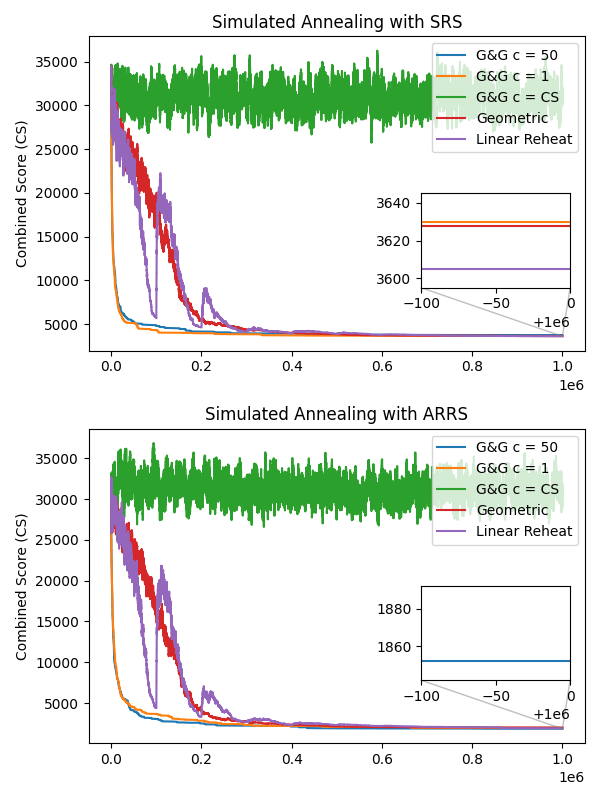 Simulated Annealing with SRS
Combined Score (CS)
35000
30000
25000
20000
15000
10000
5000
G&G c = 50
G&G c = 1
G&G c = CS
Geometric
Linear Reheat
3640
3620
3600
−100
−50
0
+1e6
0.0
0.2
0.4
0.6
0.8
1.0
1e6
Simulated Annealing with ARRS
Combined Score (CS)
35000
30000
25000
20000
15000
10000
5000
G&G c = 50
G&G c = 1
G&G c = CS
Geometric
Linear Reheat
1880
1860
−100
−50
0
+1e6
0.0
0.2
0.4
0.6
0.8
1.0
1e6